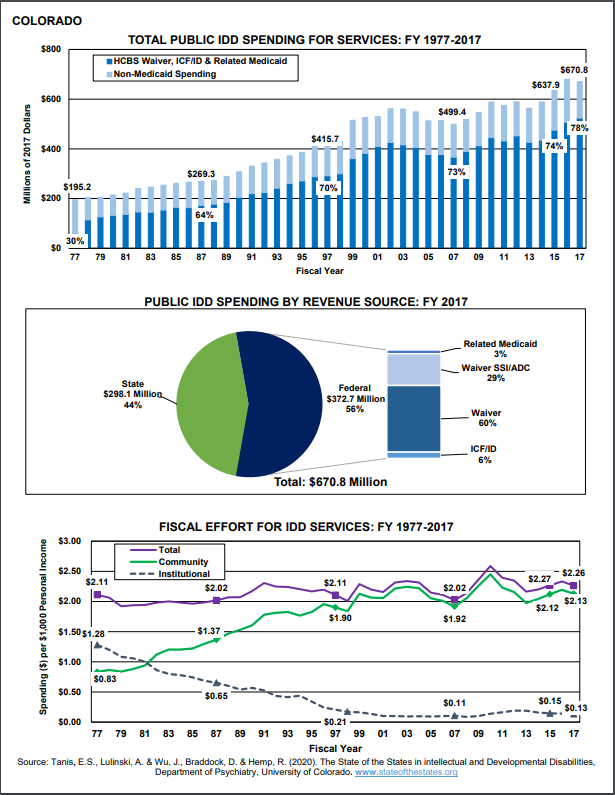 COLORADO
TOTAL PUBLIC IDD SPENDING FOR SERVICES: FY 1977-2017
$800
HCBS Waiver, ICF/ID & Related Medicaid
Non-Medicaid Spending
$670.8
$637.9
$600
$499.4
$415.7
78%
74%
$400
73%
70%
$269.3
$195.2
64%
$200
30%
$0
Millions of 2017 Dollars
77 79 81 83 85 87 89 91 93 95 97 99 01 03 05 07 09 11 13 15 17
Fiscal Year
PUBLIC IDD SPENDING BY REVENUE SOURCE: FY 2017
Related Medicaid
3%
Waiver SSI/ADC
29%
State
$298.1 Million
44%
Federal
$372.7 Million
56%
Waiver
60%
ICF/ID
6%
Total: $670.8 Million
FISCAL EFFORT FOR IDD SERVICES: FY 1977-2017
$3.00
Total
Community
Institutional
$2.50
$2.11
$2.02
$2.11
$2.02
$2.27
$2.26
$2.00
$1.90
$1.92
$2.12
$2.13
$1.50
$1.28
$1.37
$1.00
$0.83
$0.65
$0.50
$0.21
$0.11
$0.15
$0.13
$0.00
Spending ($) per $1,000 Personal Income
77 79 81 83 85 87 89 91 93 95 97 99 01 03 05 07 09 11 13 15 17
Fiscal Year
Source: Tanis, E.S., Lulinski, A. & Wu, J., Braddock, D. & Hemp, R. (2020). The State of the States in intellectual and Developmental Disabilities,
Department of Psychiatry, University of Colorado. www.stateofthestates.org